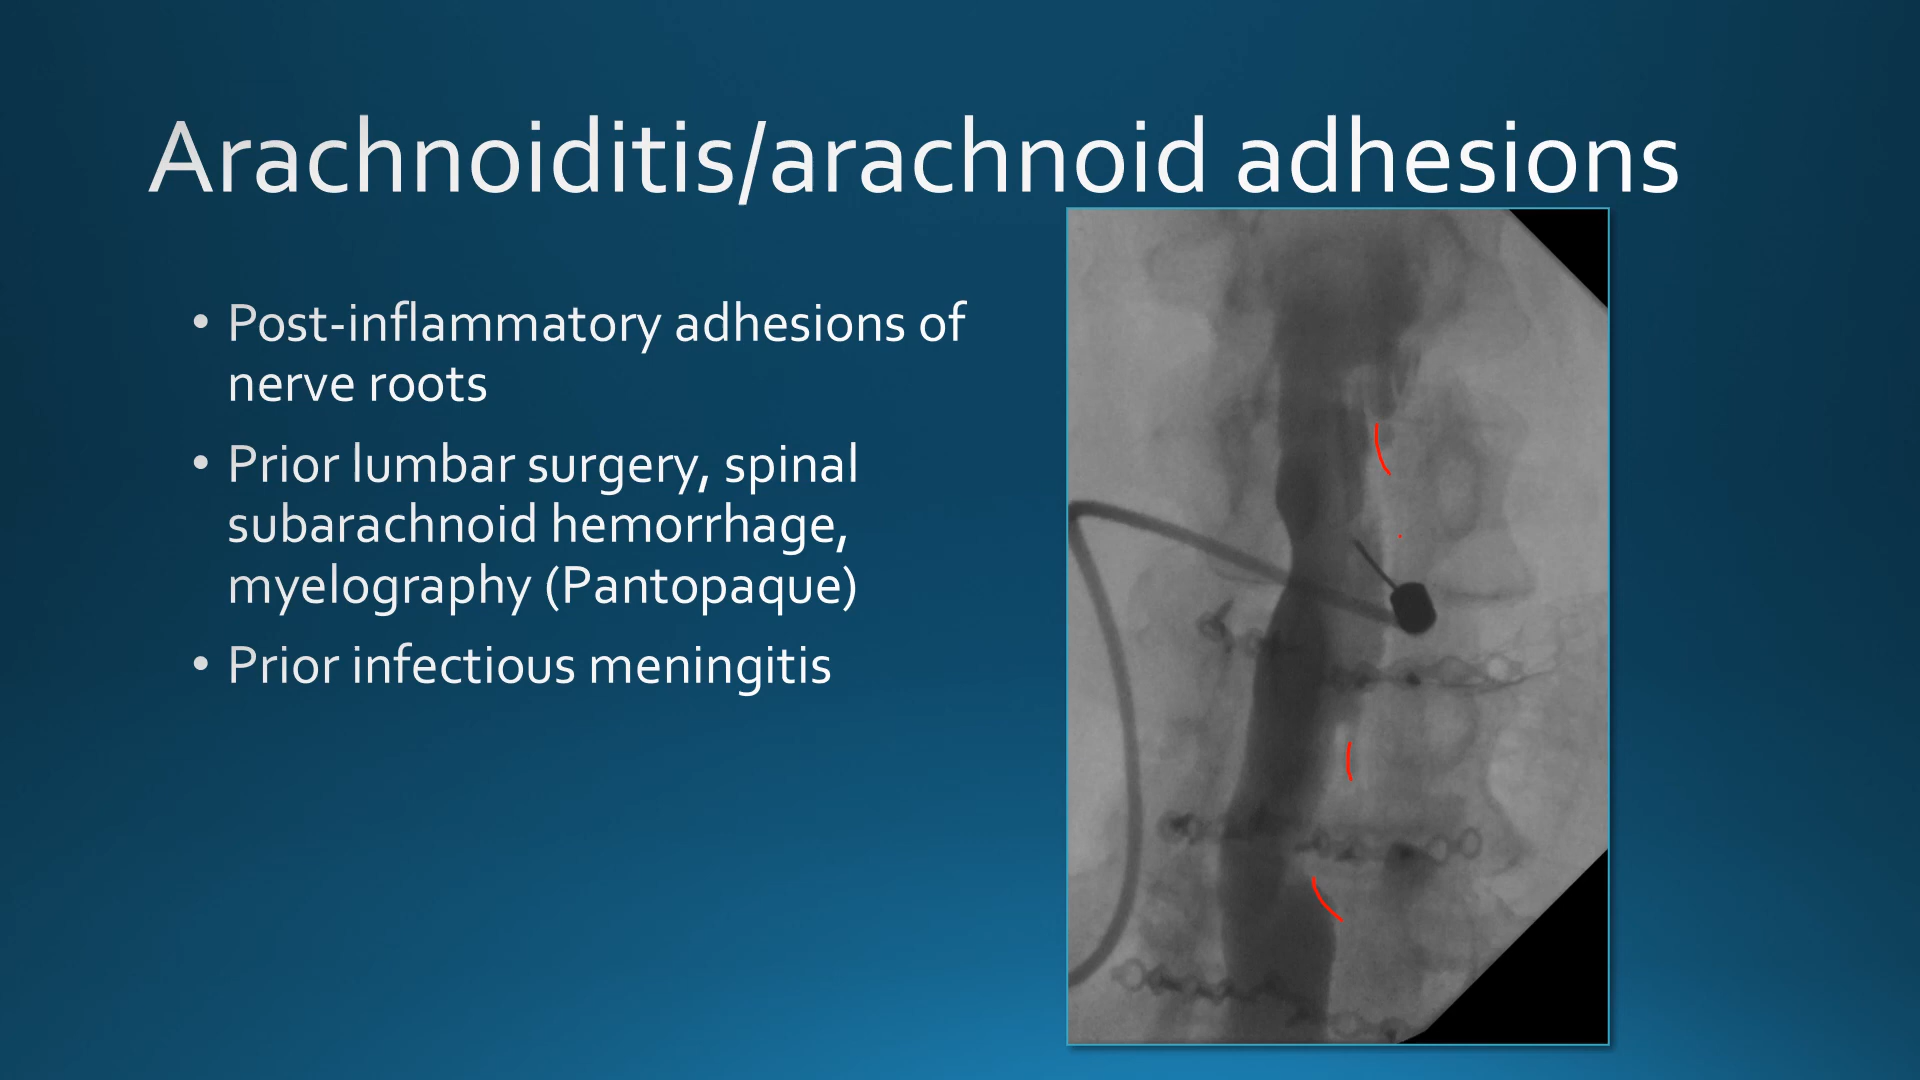 Arachnoiditis/arachnoid adhesions
• Post-inflammatory adhesions of
nerve roots
• Prior lumbar surgery, spinal
subarachnoid hemorrhage,
myelography (Pantopaque)
• Prior infectious meningitis